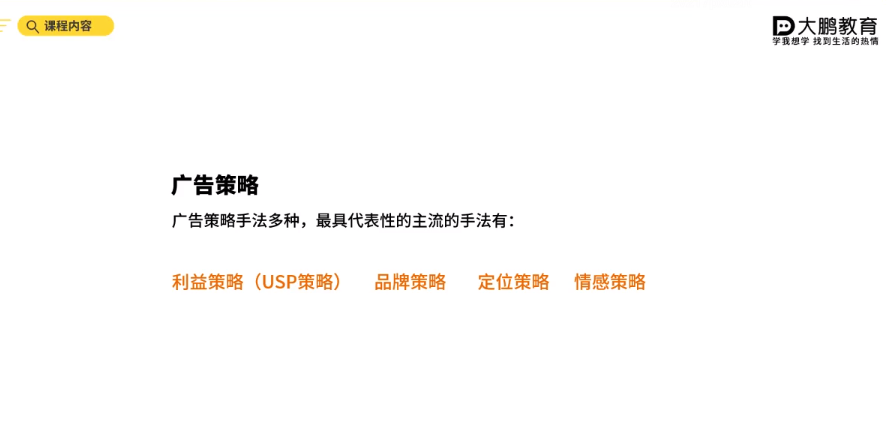 课程内容
大鹏教育
学我想学 找到生活的热情
广告策略
广告策略手法多种，最具代表性的主流的手法有：
利益策略（USP策略） 品牌策略 定位策略 情感策略